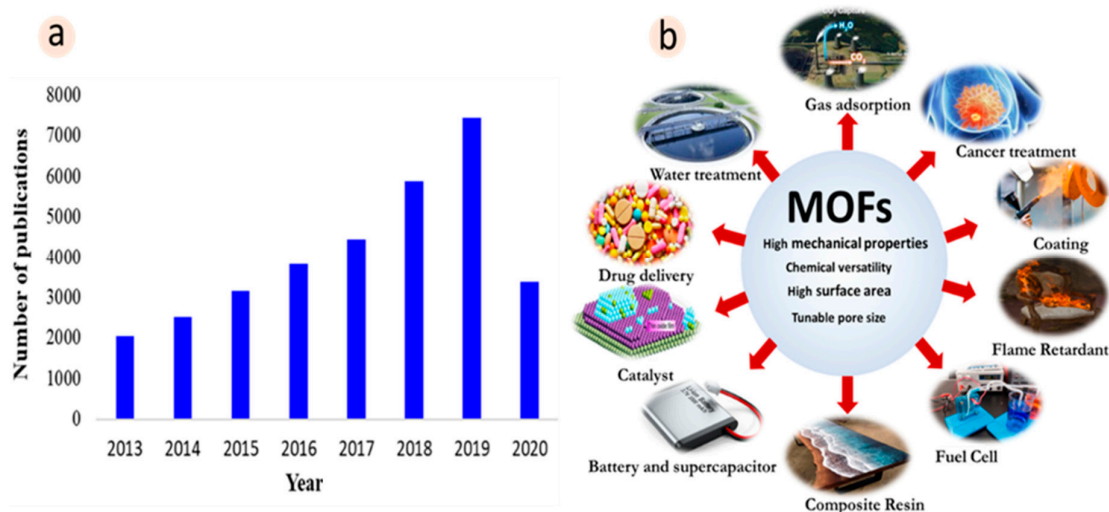 a
8000
7000
6000
5000
4000
3000
2000
1000
0
Number of publications
2013 2014 2015 2016 2017 2018 2019 2020
Year
b
H₂O
CO₂
Gas adsorption
Cancer treatment
Coating
Flame Retardant
Fuel Cell
Composite Resin
Battery and supercapacitor
Catalyst
Drug delivery
Water treatment
MOFs
High mechanical properties
Chemical versatility
High surface area
Tunable pore size